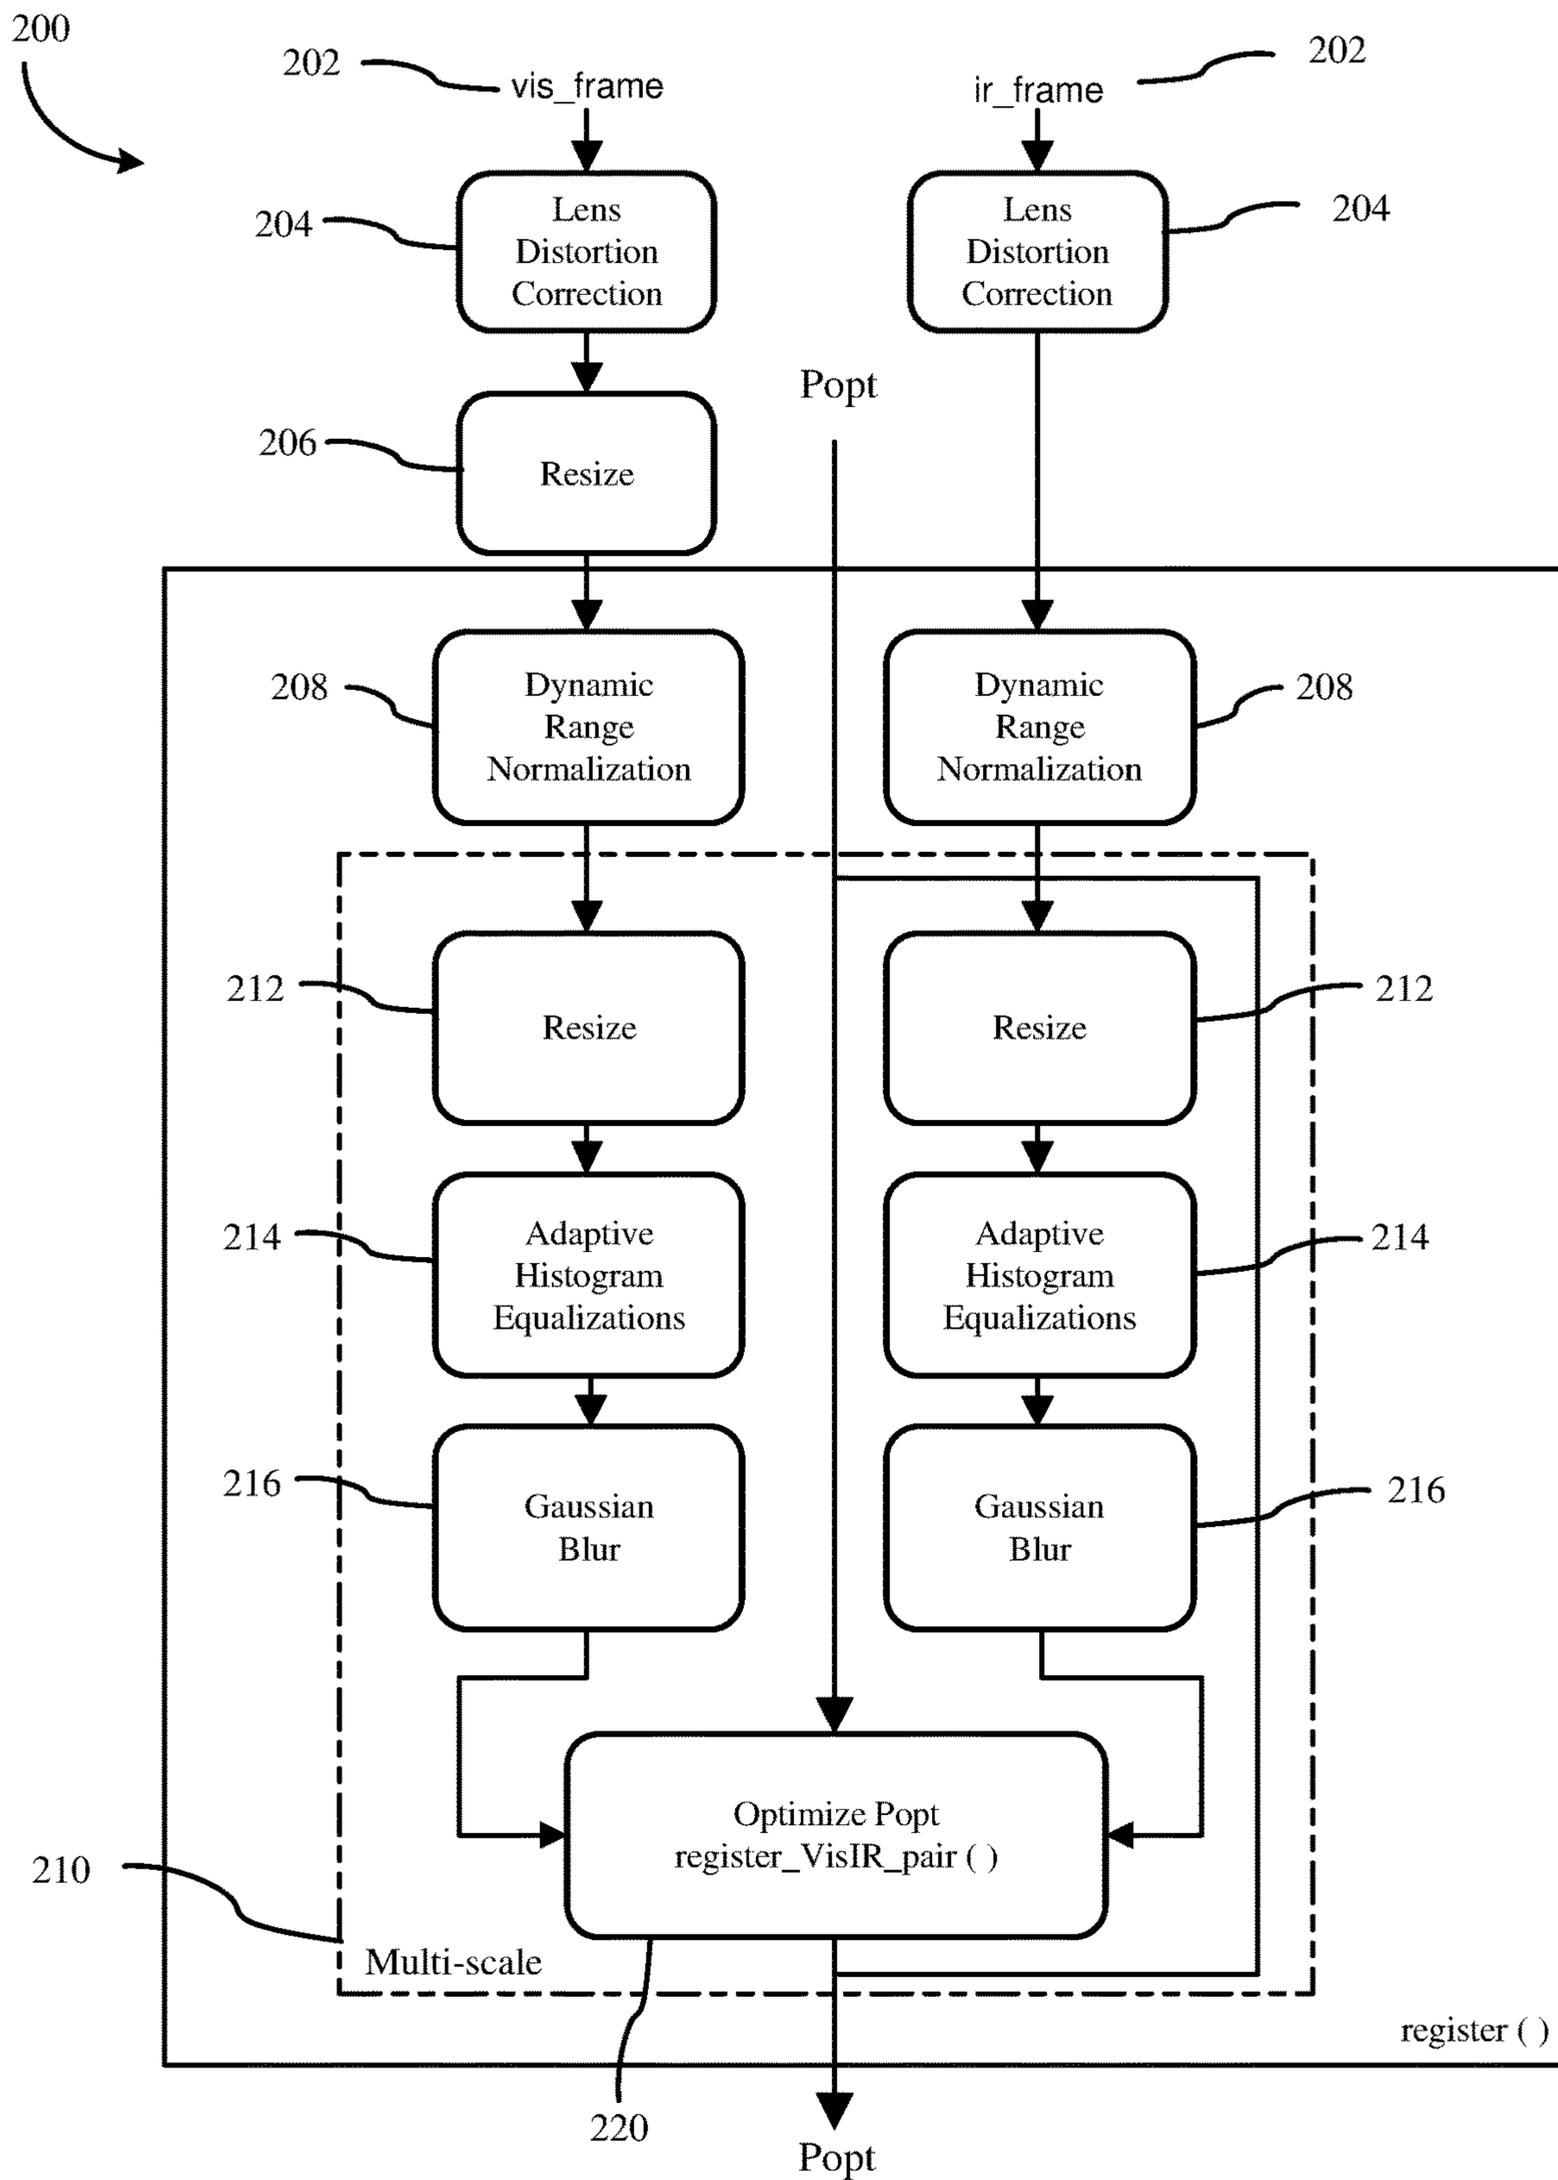 200
202
vis_frame
ir_frame
202
204
Lens
Distortion
Correction
Lens
Distortion
Correction
204
Popt
206
Resize
208
Dynamic
Range
Normalization
Dynamic
Range
Normalization
208
212
Resize
Resize
212
214
Adaptive
Histogram
Equalizations
Adaptive
Histogram
Equalizations
214
216
Gaussian
Blur
Gaussian
Blur
216
Optimize Popt
register_VisIR_pair ( )
210
Multi-scale
register ( )
220
Popt